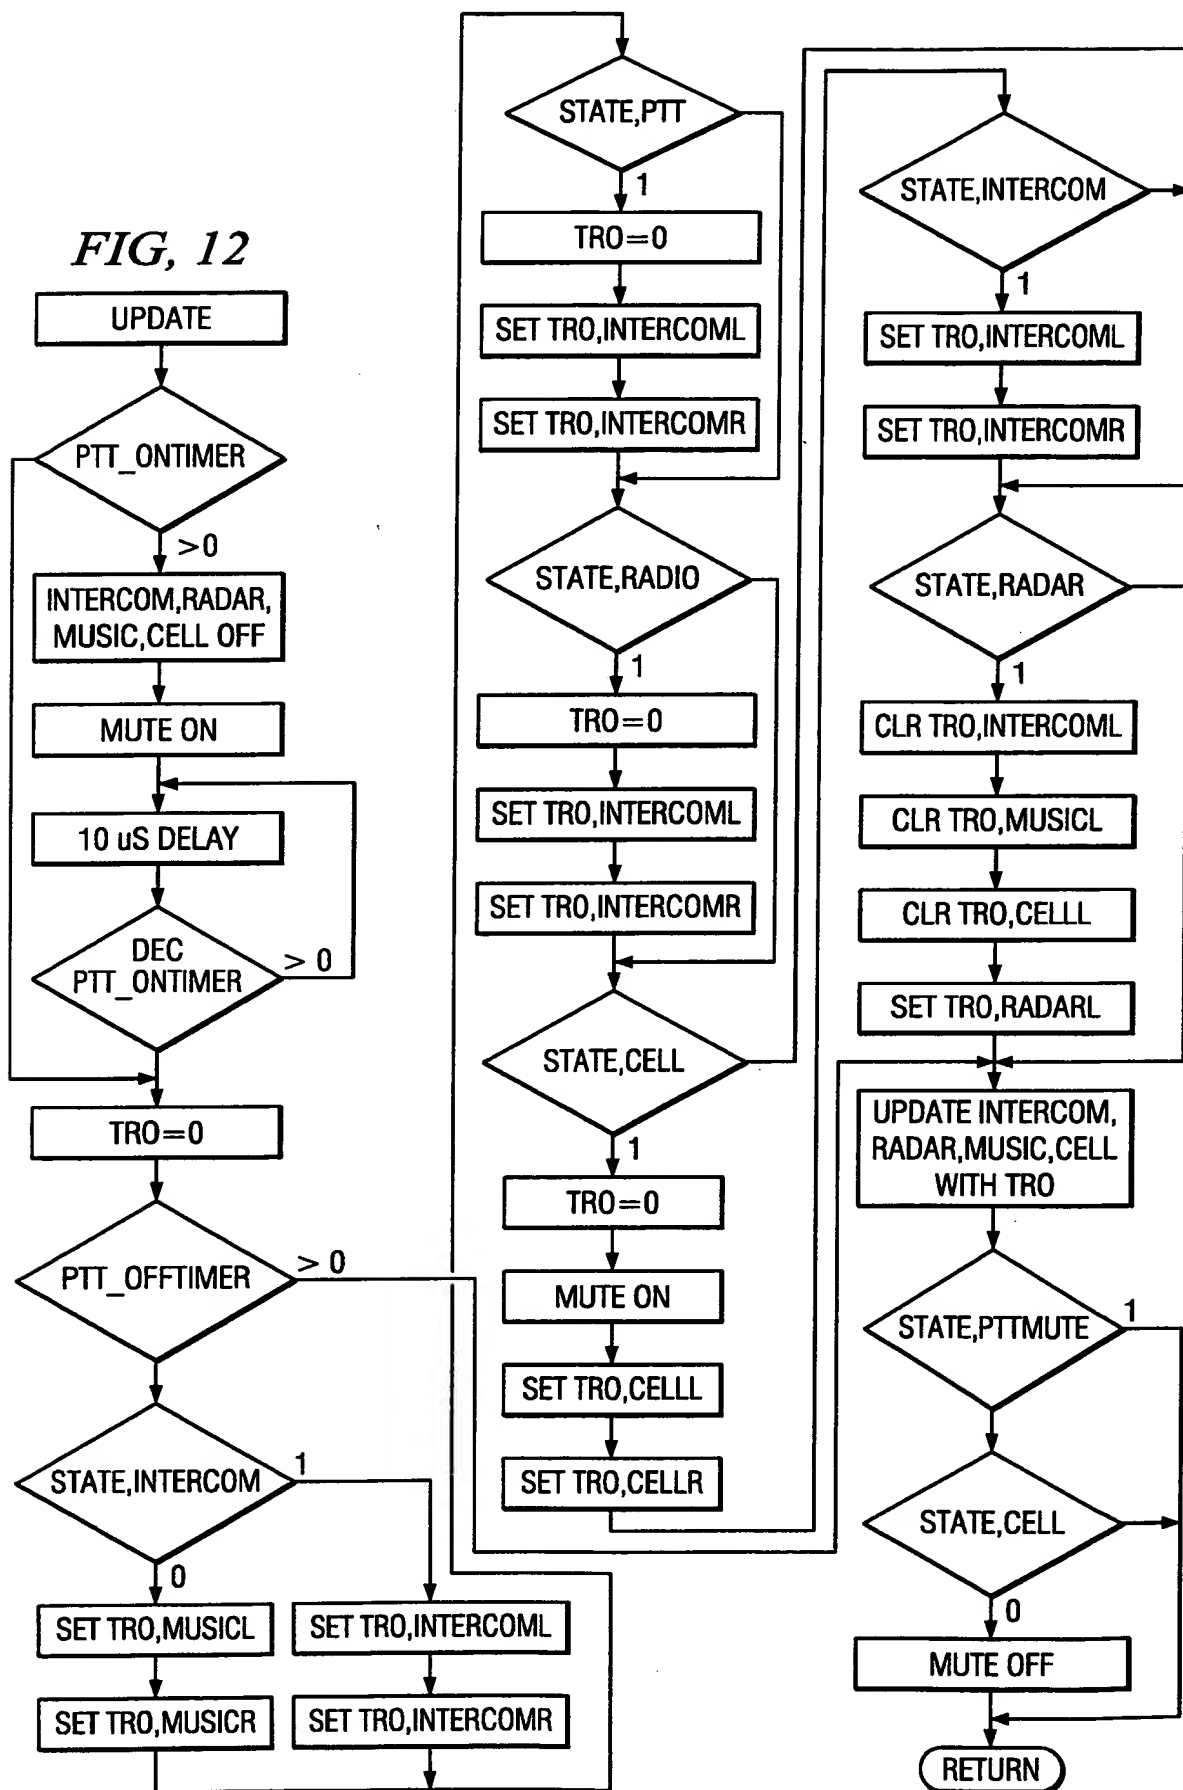 FIG, 12
UPDATE
PTT_ONTIMER
>0
INTERCOM,RADAR,
MUSIC,CELL OFF
MUTE ON
10 uS DELAY
DEC
PTT_ONTIMER
> 0
TRO=0
PTT_OFFTIMER
> 0
STATE,INTERCOM
1
0
SET TRO,MUSICL
SET TRO,MUSICR
SET TRO,INTERCOML
SET TRO,INTERCOMR
STATE,PTT
1
TRO=0
SET TRO,INTERCOML
SET TRO,INTERCOMR
STATE,RADIO
1
TRO=0
SET TRO,INTERCOML
SET TRO,INTERCOMR
STATE,CELL
1
TRO=0
MUTE ON
SET TRO,CELLL
SET TRO,CELLR
STATE,INTERCOM
1
SET TRO,INTERCOML
SET TRO,INTERCOMR
STATE,RADAR
1
CLR TRO,INTERCOML
CLR TRO,MUSICL
CLR TRO,CELLL
SET TRO,RADARL
UPDATE INTERCOM,
RADAR,MUSIC,CELL
WITH TRO
STATE,PTTMUTE
1
STATE,CELL
0
MUTE OFF
RETURN